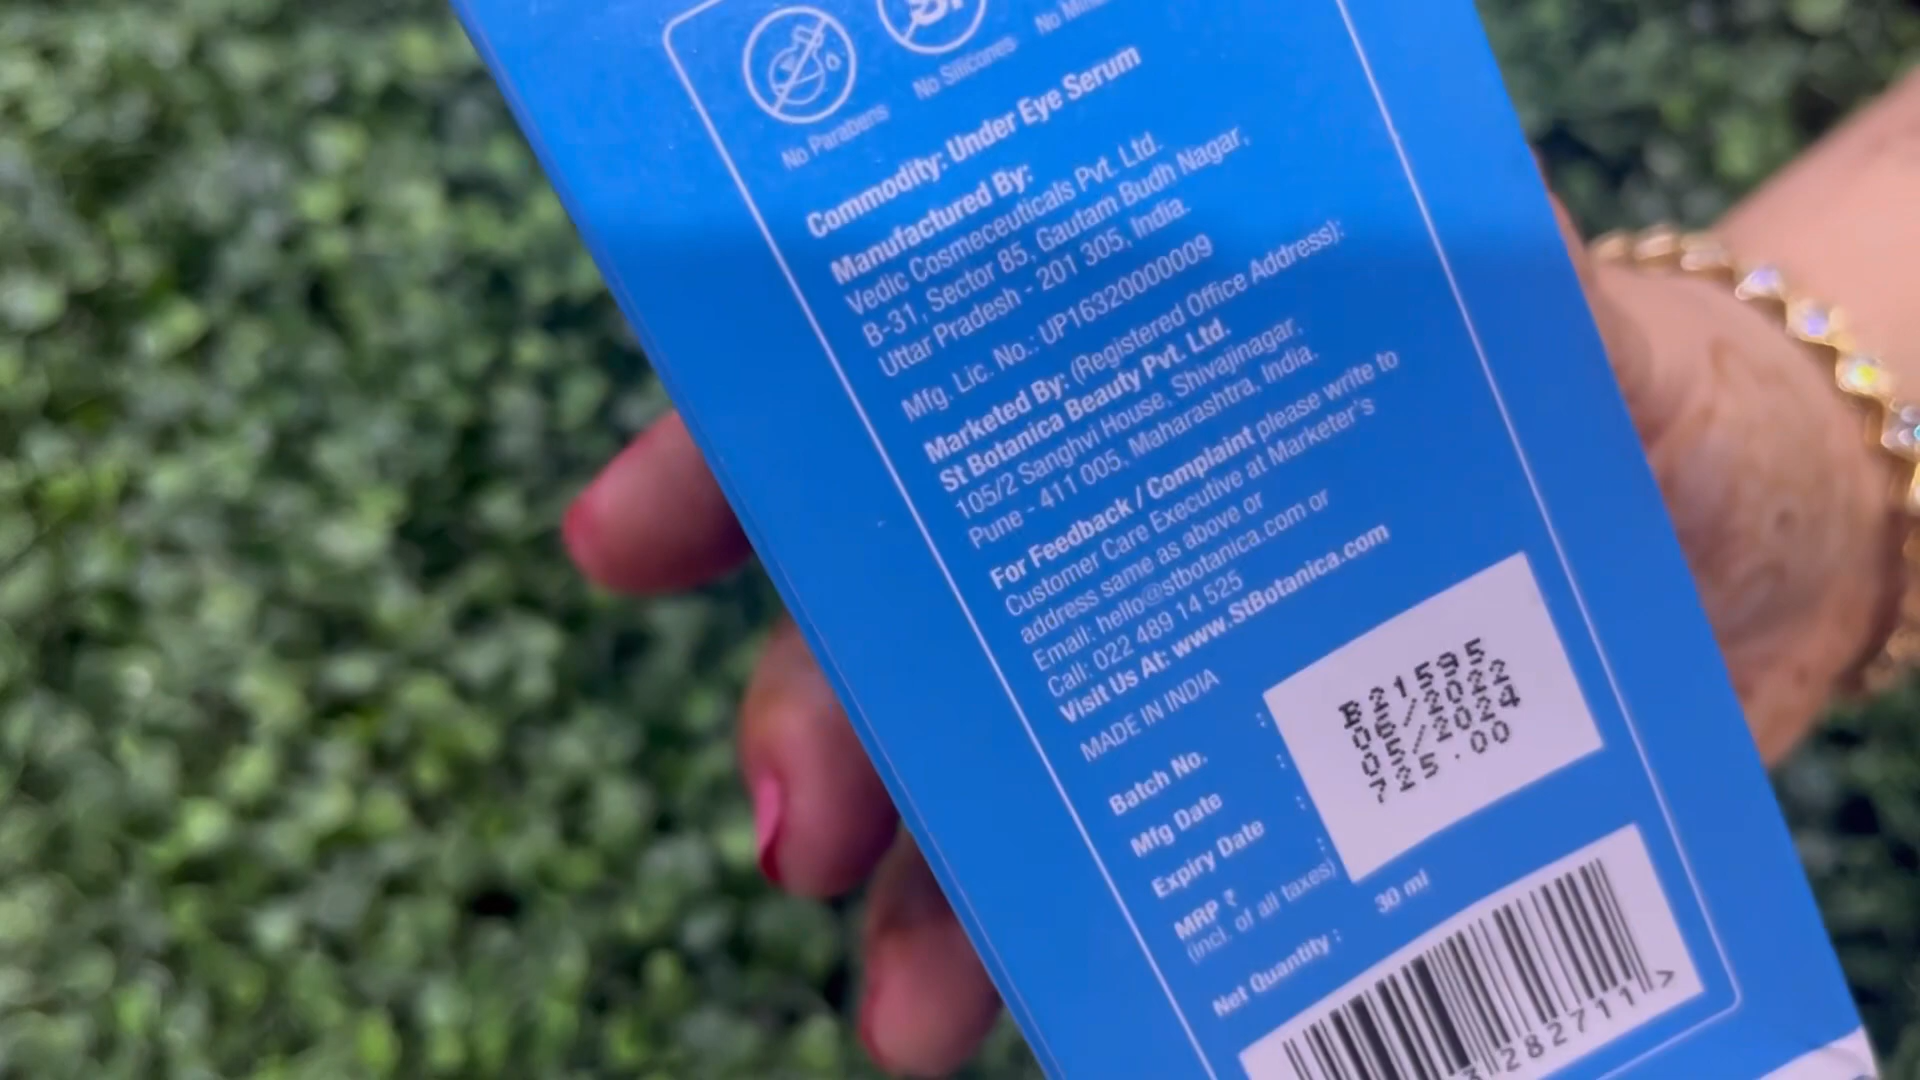 No Parabens
No Silicones
No
Commodity: Under Eye Serum
Manufactured By:
Vedic Cosmeceuticals Pvt. Ltd.
B-31, Sector 85, Gautam Budh Nagar,
Uttar Pradesh - 201 305, India.
Mfg. Lic. No.: UP16320000009
Marketed By: (Registered Office Address):
St Botanica Beauty Pvt. Ltd.
105/2 Sanghvi House, Shivajinagar,
Pune - 411 005, Maharashtra, India.
For Feedback / Complaint please write to
Customer Care Executive at Marketer's
address same as above or
Email: hello@stbotanica.com or
Call: 022 489 14 525
Visit Us At: www.StBotanica.com
MADE IN INDIA
Batch No. :
Mfg Date :
Expiry Date :
MRP ₹ :
(incl. of all taxes)
Net Quantity : 30 ml
B21595
06/2022
05/2024
725.00
282711 >